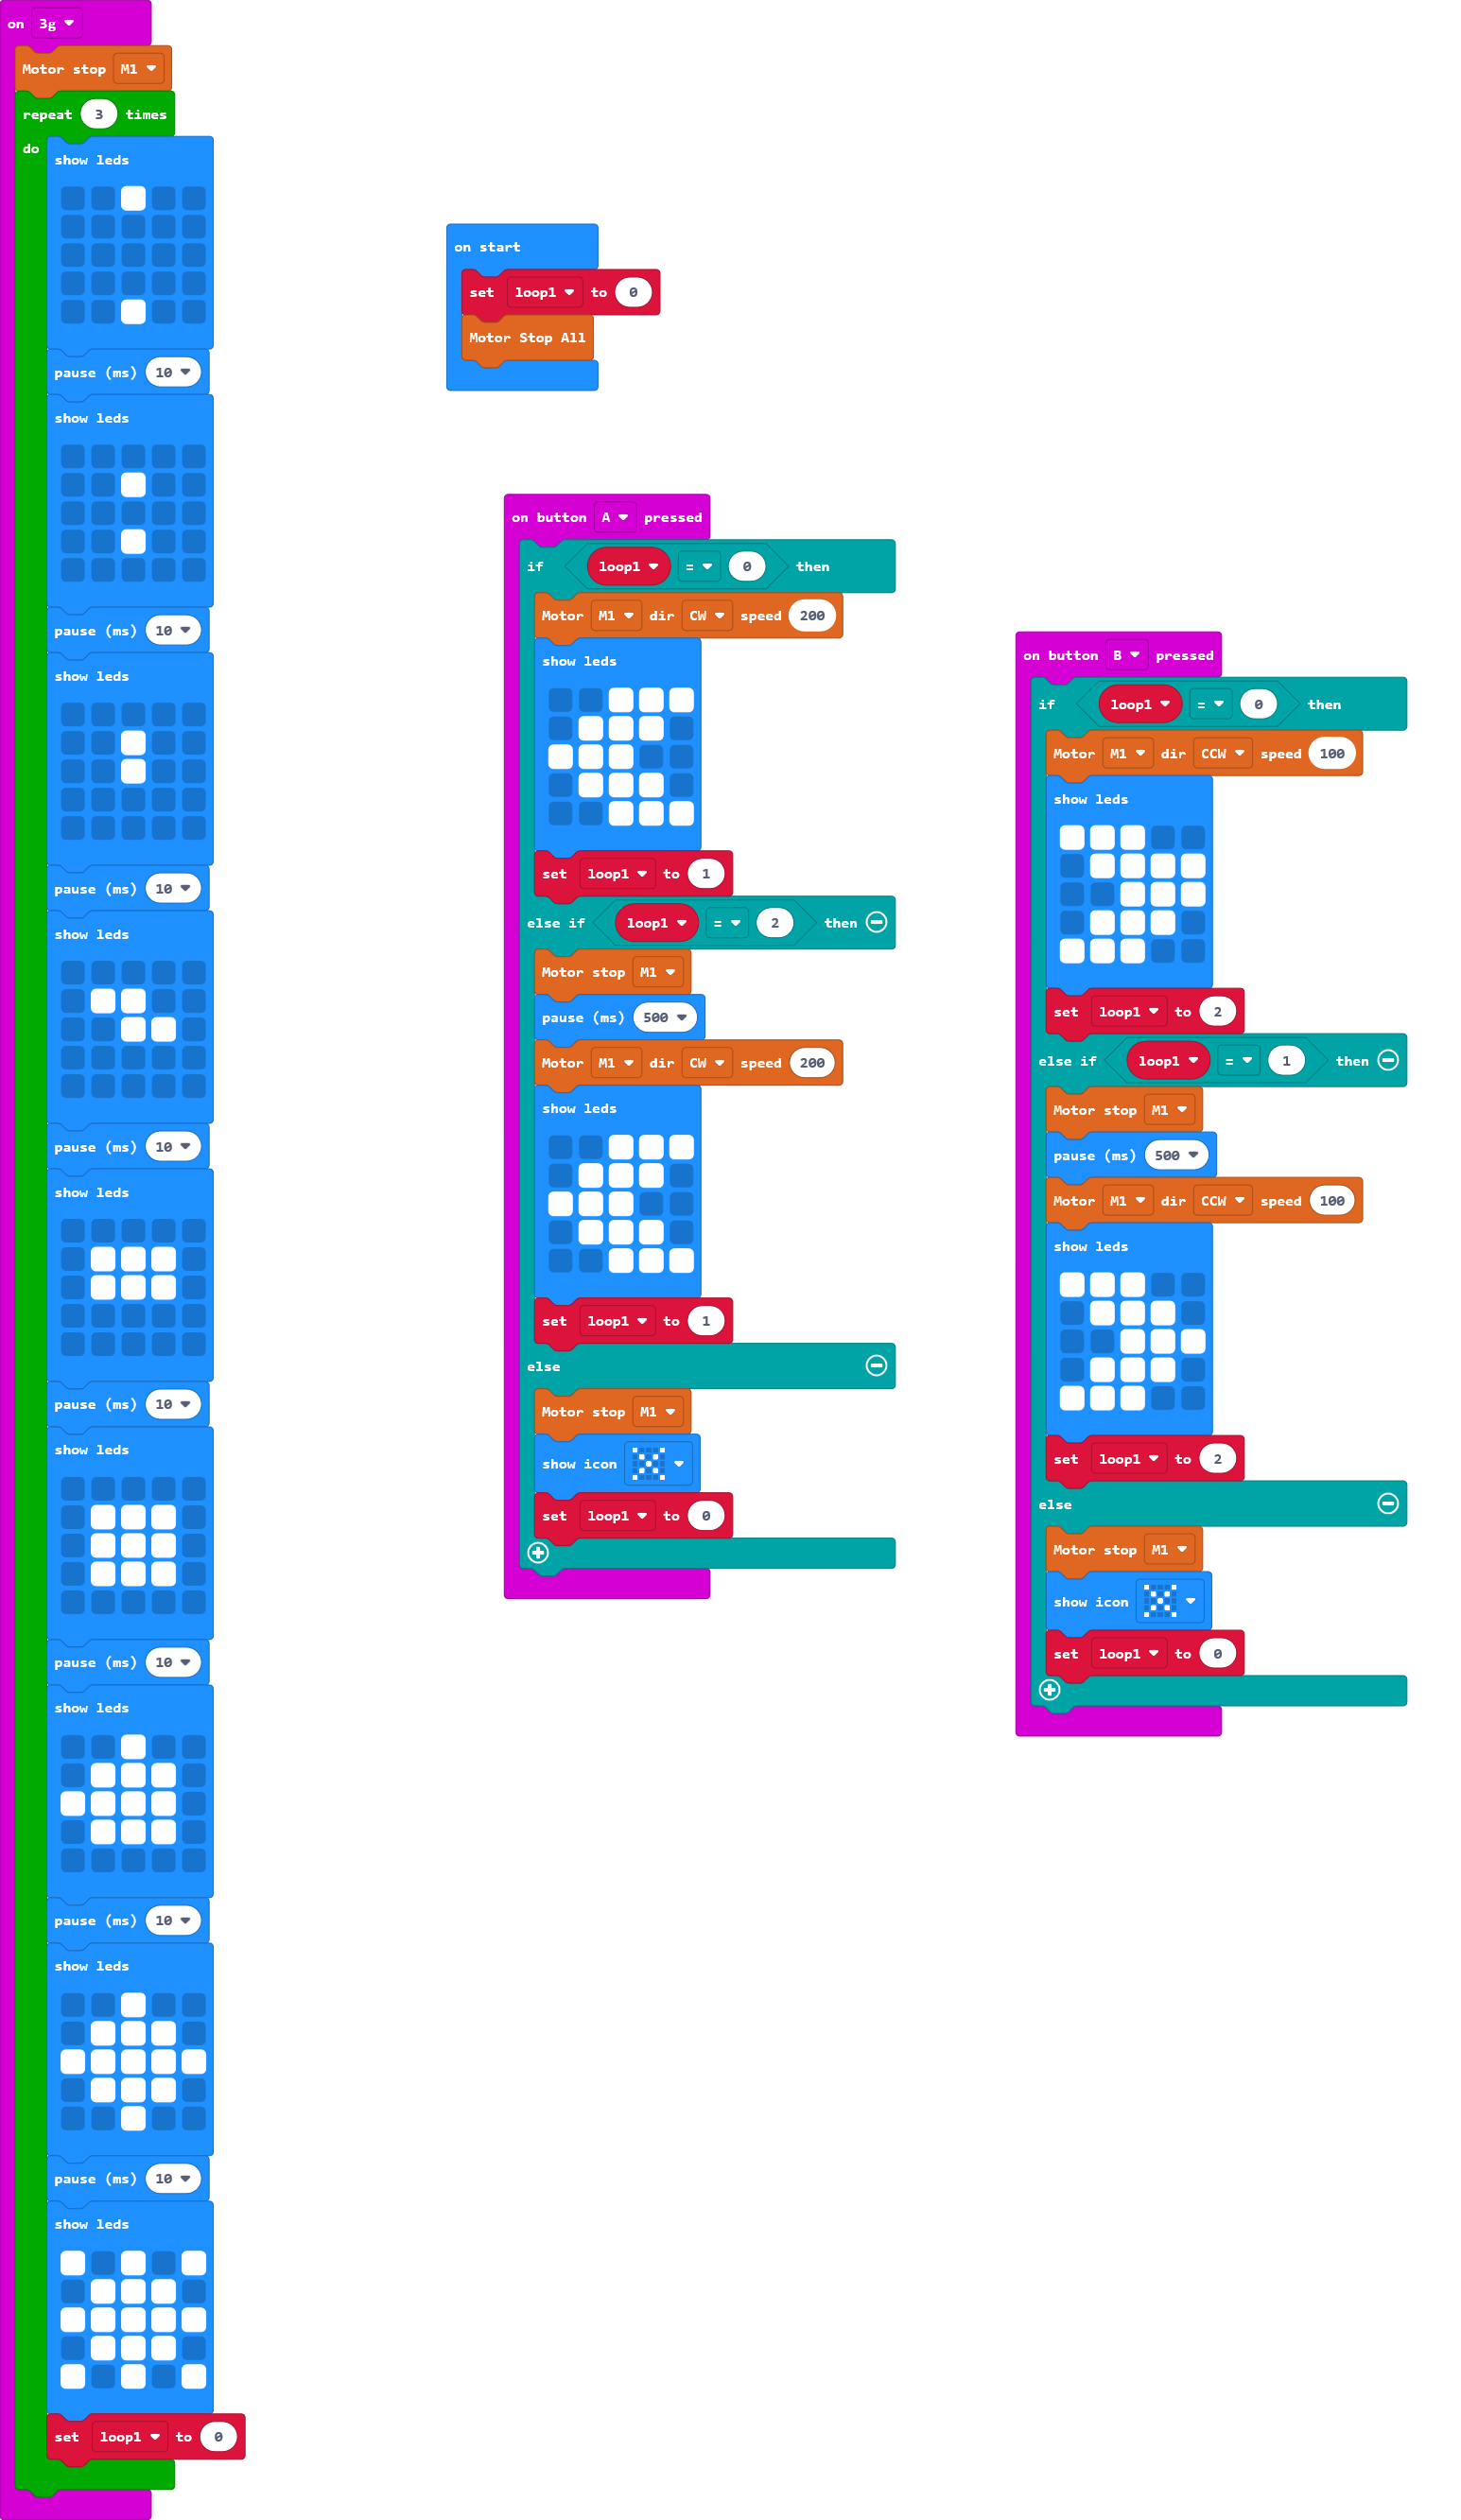 on 3g
Motor stop M1
repeat 3 times
do
show leds
pause (ms) 10
show leds
pause (ms) 10
show leds
pause (ms) 10
show leds
pause (ms) 10
show leds
pause (ms) 10
show leds
pause (ms) 10
show leds
pause (ms) 10
show leds
pause (ms) 10
show leds
set loop1 to 0
on start
set loop1 to 0
Motor Stop All
on button A pressed
if loop1 = 0 then
Motor M1 dir CW speed 200
show leds
set loop1 to 1
else if loop1 = 2 then
Motor stop M1
pause (ms) 500
Motor M1 dir CW speed 200
show leds
set loop1 to 1
else
Motor stop M1
show icon
set loop1 to 0
on button B pressed
if loop1 = 0 then
Motor M1 dir CCW speed 100
show leds
set loop1 to 2
else if loop1 = 1 then
Motor stop M1
pause (ms) 500
Motor M1 dir CCW speed 100
show leds
set loop1 to 2
else
Motor stop M1
show icon
set loop1 to 0